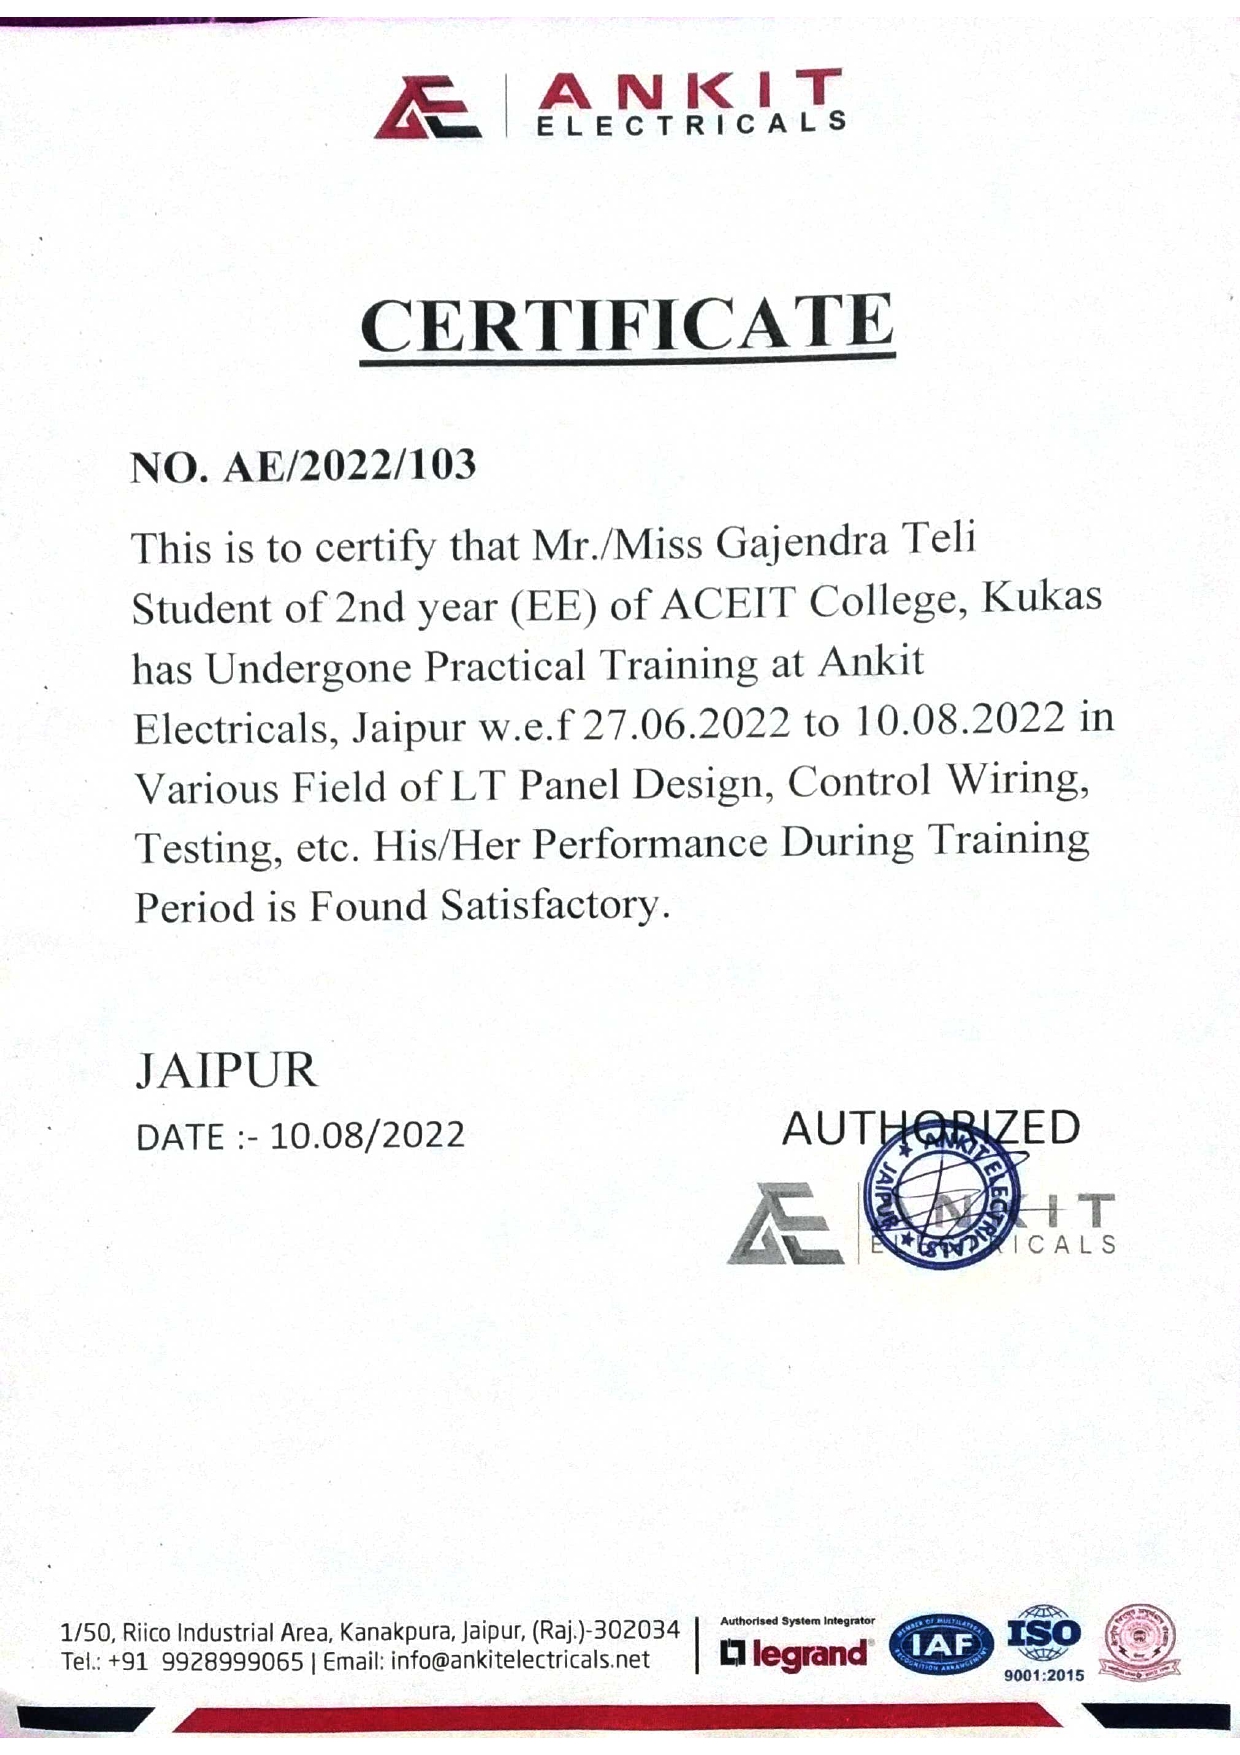 ANKIT
ELECTRICALS
CERTIFICATE
NO. AE/2022/103
This is to certify that Mr./Miss Gajendra Teli
Student of 2nd year (EE) of ACEIT College, Kukas
has Undergone Practical Training at Ankit
Electricals, Jaipur w.e.f 27.06.2022 to 10.08.2022 in
Various Field of LT Panel Design, Control Wiring,
Testing, etc. His/Her Performance During Training
Period is Found Satisfactory.
JAIPUR
DATE :- 10.08/2022
AUTHORIZED
ANKIT
ELECTRICALS
ANKIT ELECTRICALS
JAIPUR
1/50, Riico Industrial Area, Kanakpura, Jaipur, (Raj.)-302034
Tel.: +91 9928999065 | Email: info@ankitelectricals.net
Authorised System Integrator
legrand
MEMBER OF MULTILATERAL
IAF
RECOGNITION ARRANGEMENT
ISO
9001:2015